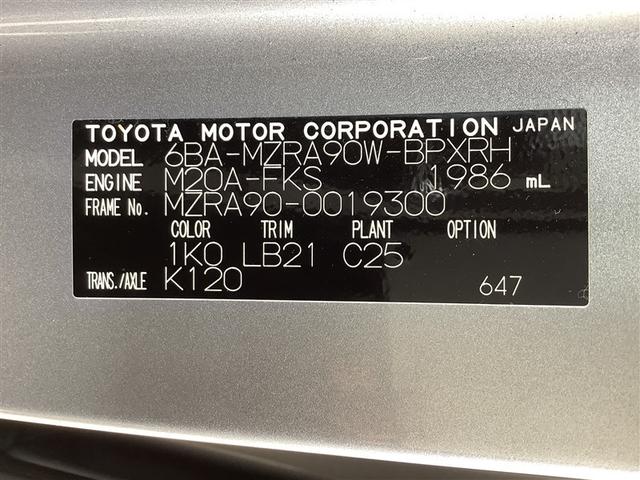 TOYOTA MOTOR CORPORATION JAPAN
MODEL 6BA-MZRA90W-BPXRH
ENGINE M20A-FKS 1986 mL
FRAME No. MZRA90-0019300
COLOR TRIM PLANT OPTION
1K0 LB21 C25
TRANS./AXLE K120 647